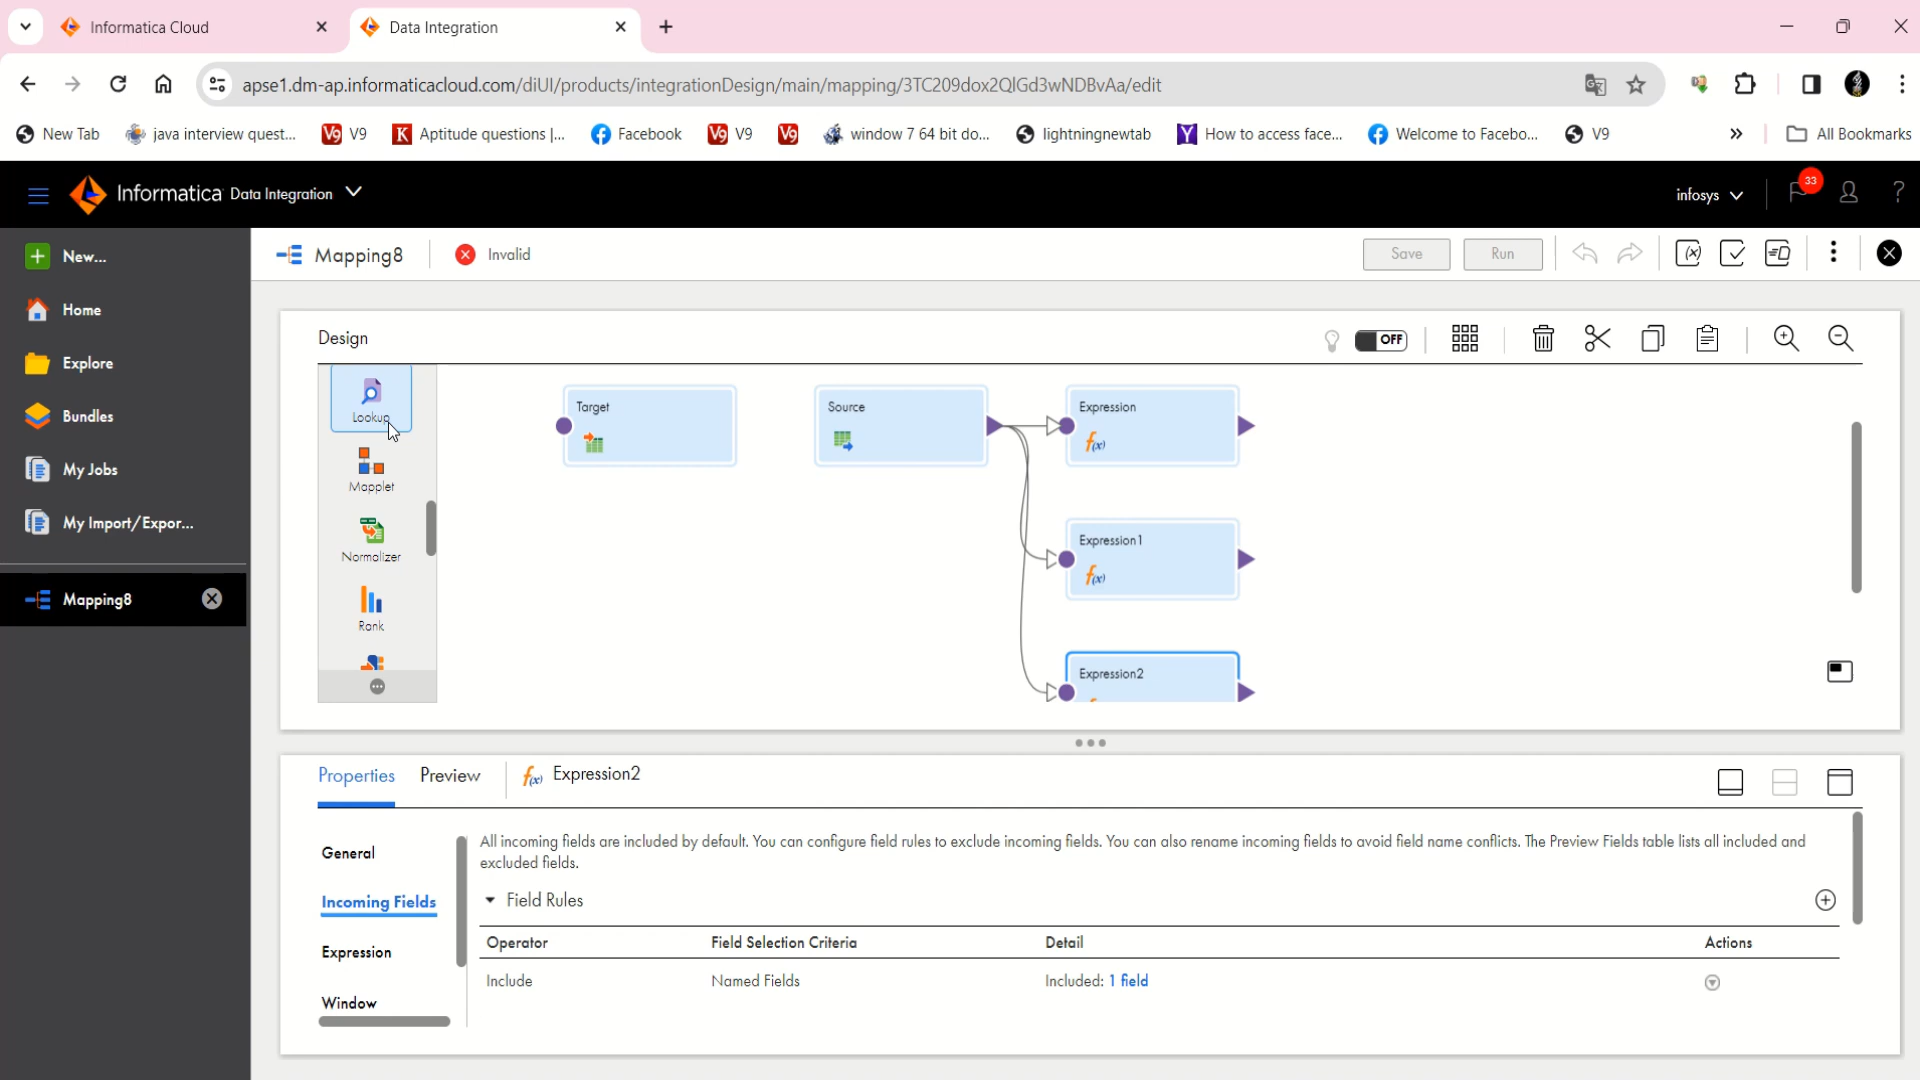 Informatica Cloud
Data Integration
apse1.dm-ap.informaticacloud.com/diUI/products/integrationDesign/main/mapping/3TC209dox2QlGd3wNDBvAa/edit
New Tab
java interview quest...
V9
Aptitude questions |...
Facebook
V9
window 7 64 bit do...
lightningnewtab
How to access face...
Welcome to Facebo...
V9
»
All Bookmarks
Informatica Data Integration
infosys
33
?
New...
Home
Explore
Bundles
My Jobs
My Import/Expor...
Mapping8
Mapping8
Invalid
Save
Run
Design
OFF
Lookup
Mapplet
Normalizer
Rank
Target
Source
Expression
f(x)
Expression1
f(x)
Expression2
Properties
Preview
f(x) Expression2
General
Incoming Fields
Expression
Window
All incoming fields are included by default. You can configure field rules to exclude incoming fields. You can also rename incoming fields to avoid field name conflicts. The Preview Fields table lists all included and
excluded fields.
Field Rules
Operator Field Selection Criteria Detail Actions
Include Named Fields Included: 1 field